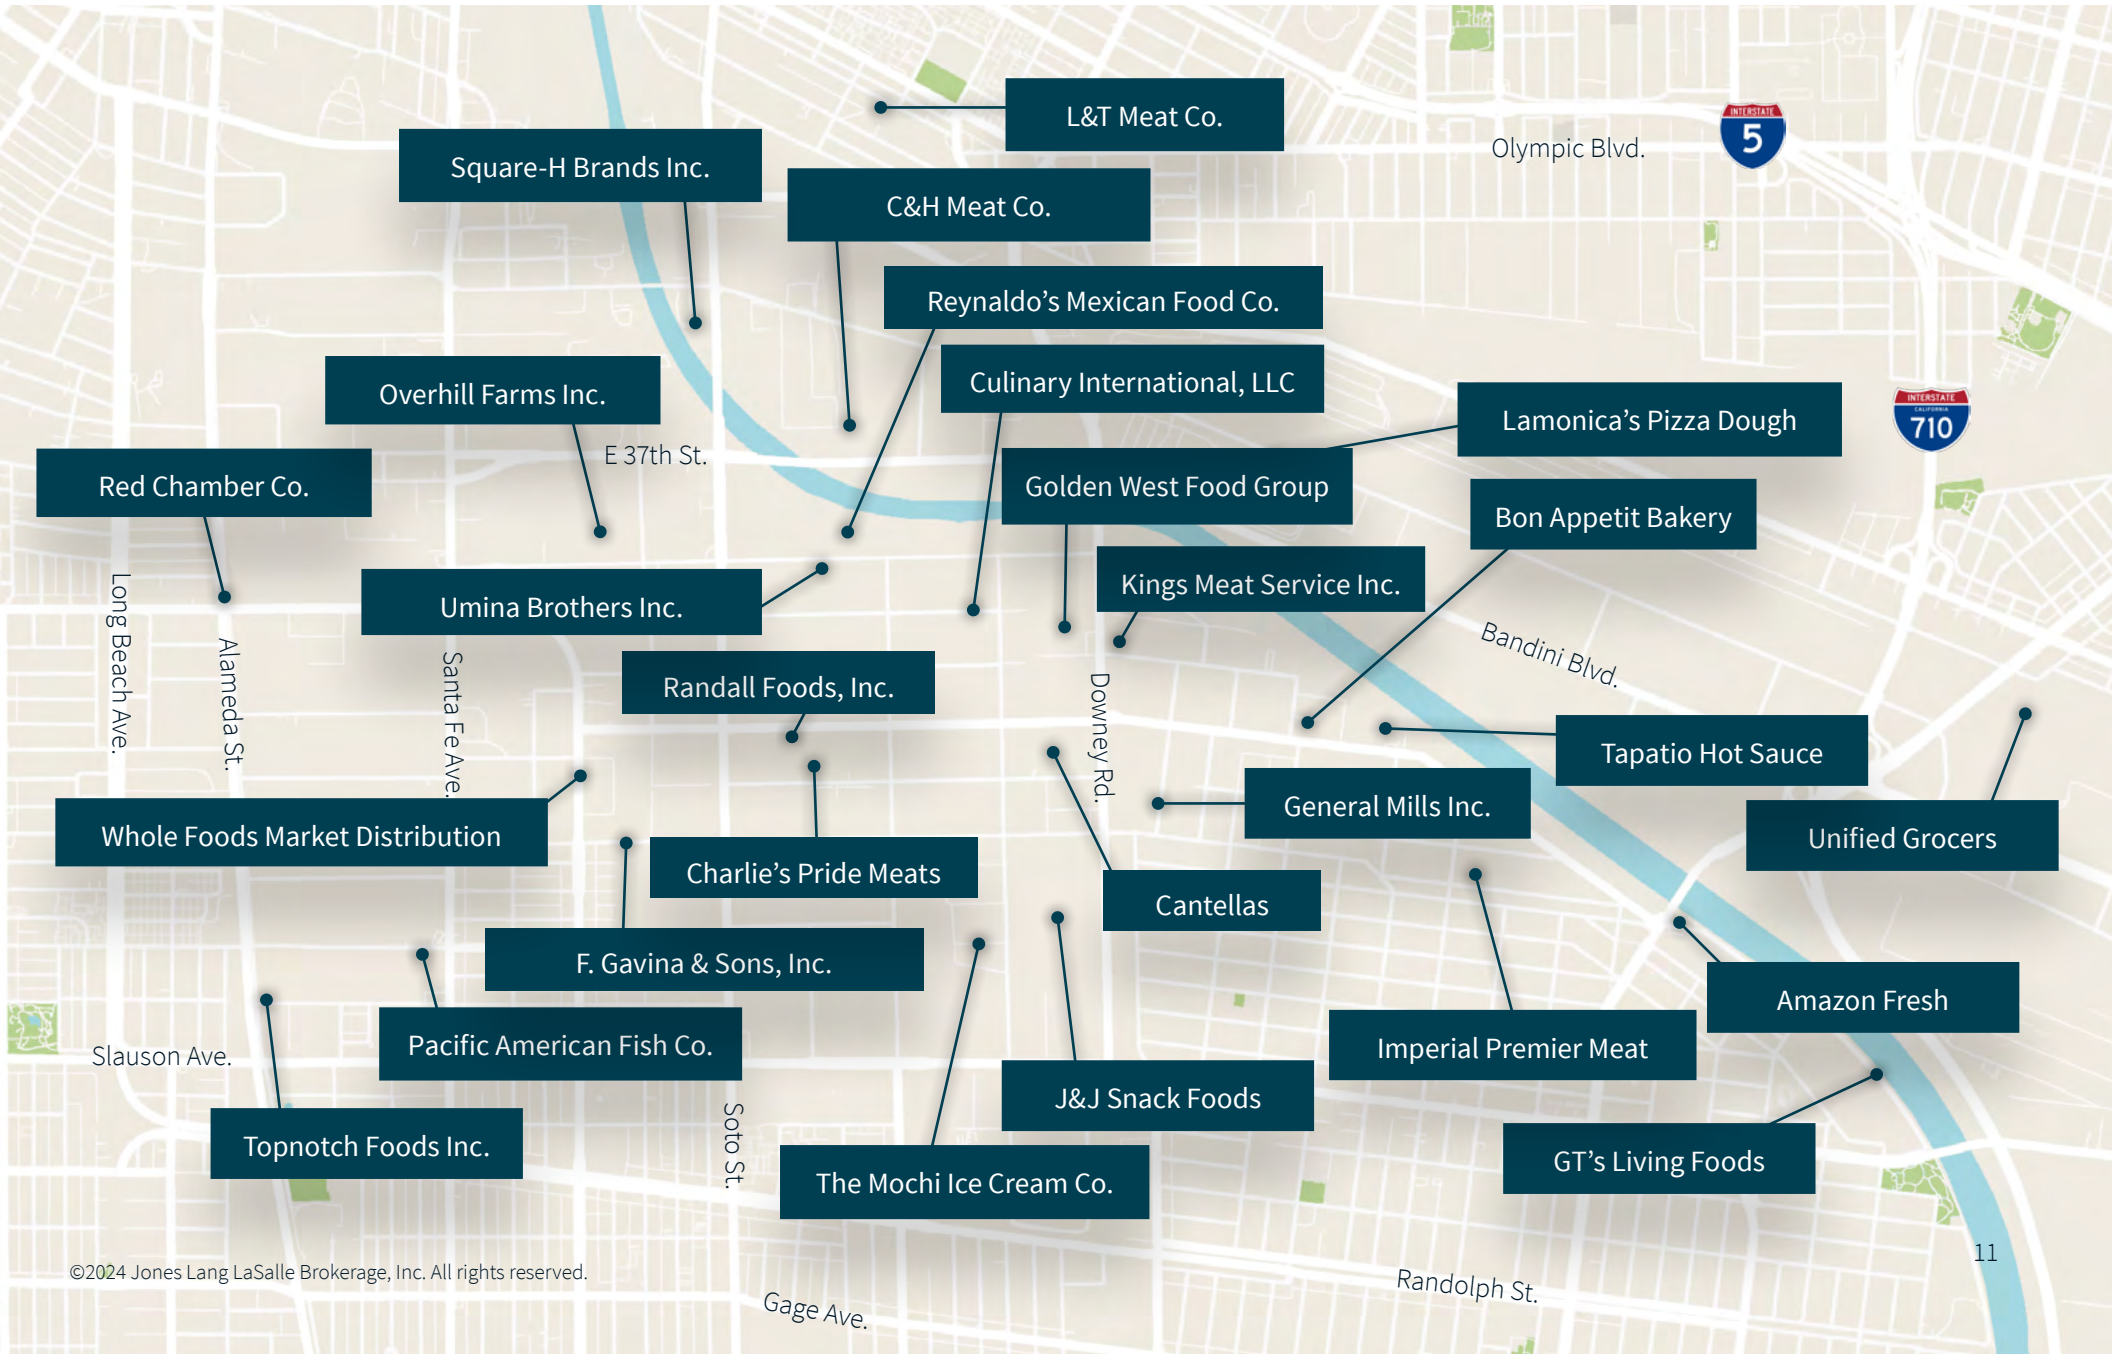 L&T Meat Co.
INTERSTATE
5
Olympic Blvd.
Square-H Brands Inc.
C&H Meat Co.
Reynaldo’s Mexican Food Co.
Culinary International, LLC
Overhill Farms Inc.
Lamonica’s Pizza Dough
INTERSTATE
CALIFORNIA
710
E 37th St.
Red Chamber Co.
Golden West Food Group
Bon Appetit Bakery
Kings Meat Service Inc.
Umina Brothers Inc.
Long Beach Ave.
Alameda St.
Santa Fe Ave.
Bandini Blvd.
Randall Foods, Inc.
Downey Rd.
Tapatio Hot Sauce
General Mills Inc.
Whole Foods Market Distribution
Unified Grocers
Charlie’s Pride Meats
Cantellas
F. Gavina & Sons, Inc.
Amazon Fresh
Pacific American Fish Co.
Imperial Premier Meat
Slauson Ave.
J&J Snack Foods
Topnotch Foods Inc.
Soto St.
GT’s Living Foods
The Mochi Ice Cream Co.
11
©2024 Jones Lang LaSalle Brokerage, Inc. All rights reserved.
Randolph St.
Gage Ave.